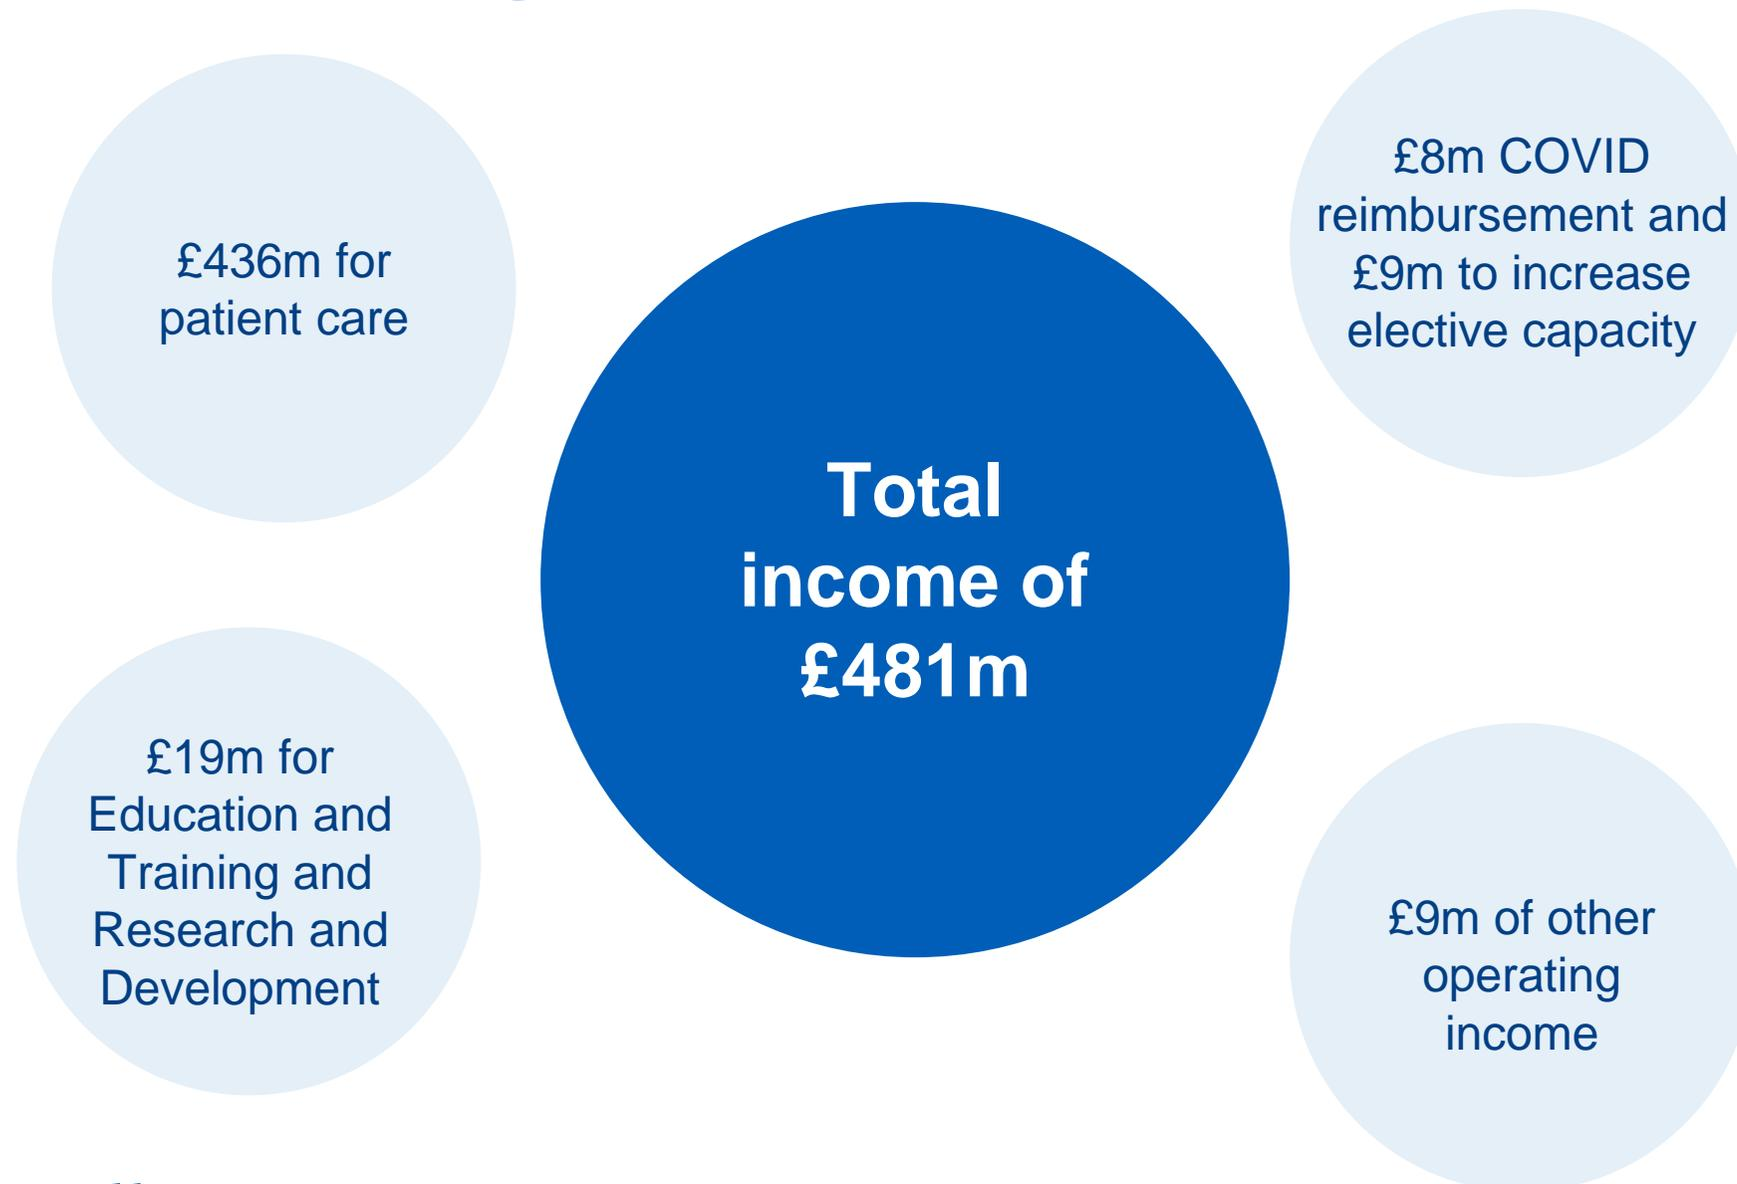 £436m for
patient care
£8m COVID
reimbursement and
£9m to increase
elective capacity
Total
income of
£481m
£19m for
Education and
Training and
Research and
Development
£9m of other
operating
income